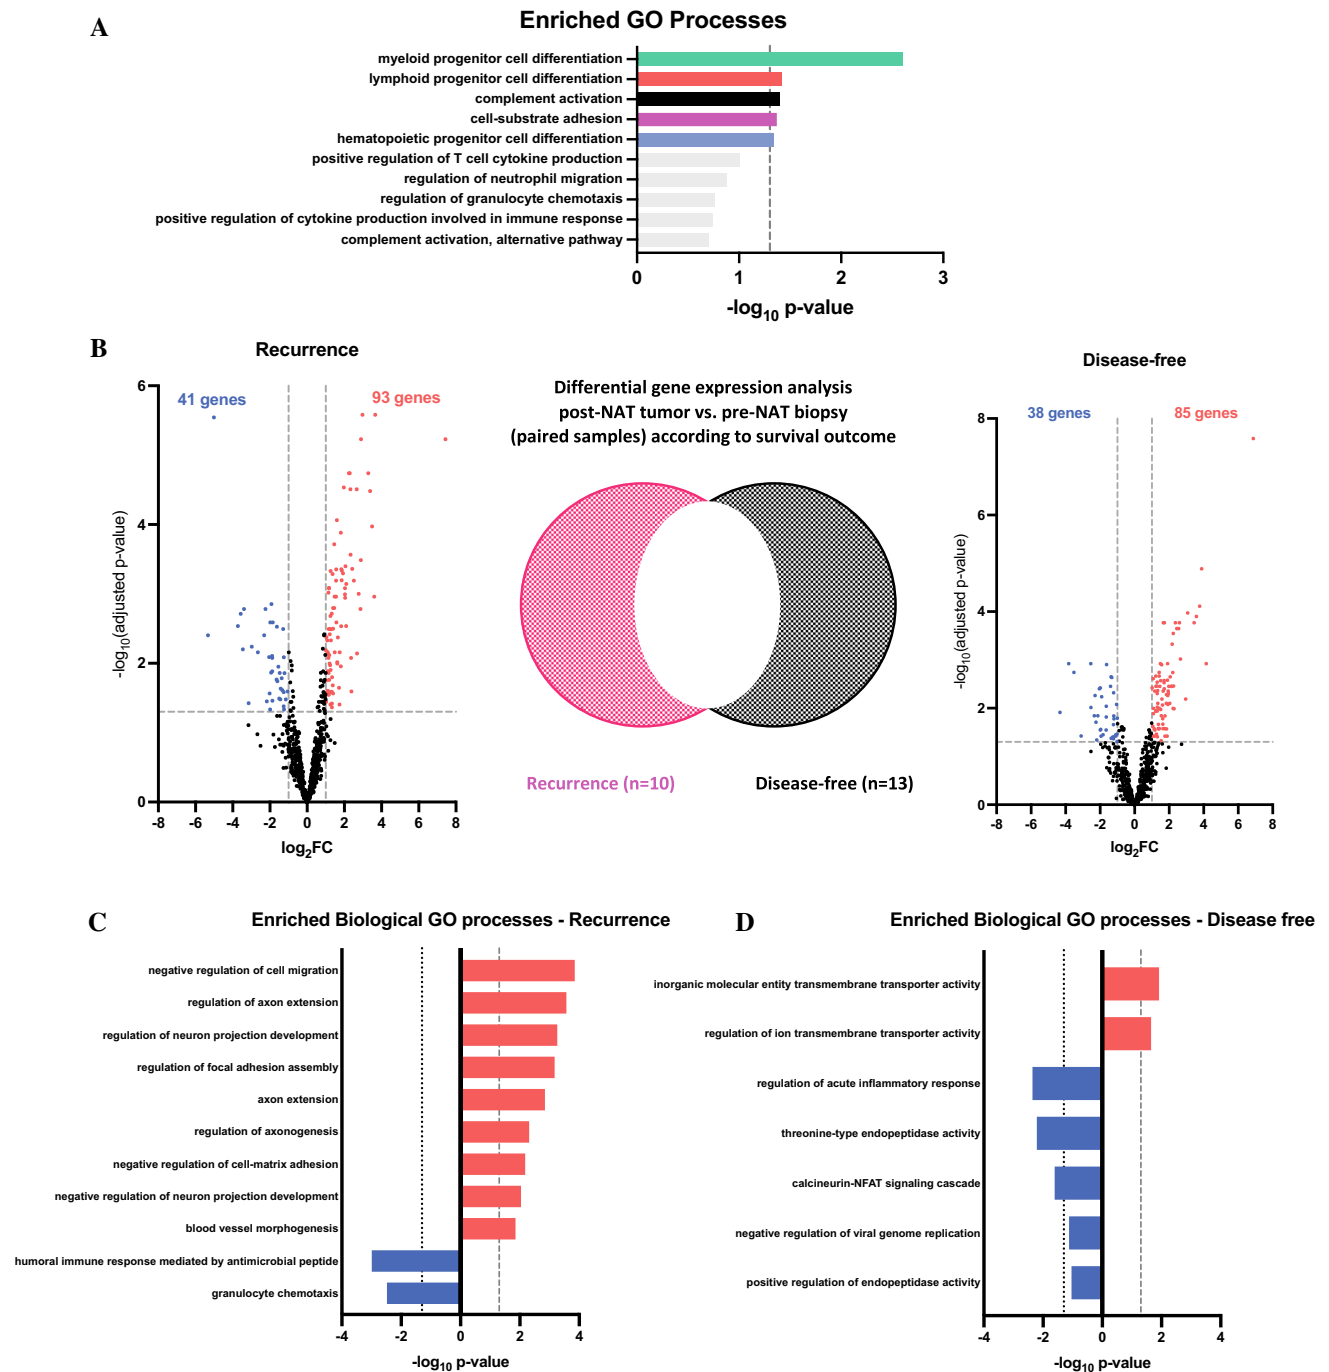 A
Enriched GO Processes
myeloid progenitor cell differentiation
lymphoid progenitor cell differentiation
complement activation
cell-substrate adhesion
hematopoietic progenitor cell differentiation
positive regulation of T cell cytokine production
regulation of neutrophil migration
regulation of granulocyte chemotaxis
positive regulation of cytokine production involved in immune response
complement activation, alternative pathway
0 1 2 3
-log10 p-value
B
Recurrence
41 genes
93 genes
6
4
2
0
-log10(adjusted p-value)
-8 -6 -4 -2 0 2 4 6 8
log2FC
Differential gene expression analysis
post-NAT tumor vs. pre-NAT biopsy
(paired samples) according to survival outcome
Recurrence (n=10)
Disease-free (n=13)
Disease-free
38 genes
85 genes
8
6
4
2
0
-log10(adjusted p-value)
-8 -6 -4 -2 0 2 4 6 8
log2FC
C
Enriched Biological GO processes - Recurrence
negative regulation of cell migration
regulation of axon extension
regulation of neuron projection development
regulation of focal adhesion assembly
axon extension
regulation of axonogenesis
negative regulation of cell-matrix adhesion
negative regulation of neuron projection development
blood vessel morphogenesis
humoral immune response mediated by antimicrobial peptide
granulocyte chemotaxis
-4 -2 0 2 4
-log10 p-value
D
Enriched Biological GO processes - Disease free
inorganic molecular entity transmembrane transporter activity
regulation of ion transmembrane transporter activity
regulation of acute inflammatory response
threonine-type endopeptidase activity
calcineurin-NFAT signaling cascade
negative regulation of viral genome replication
positive regulation of endopeptidase activity
-4 -2 0 2 4
-log10 p-value